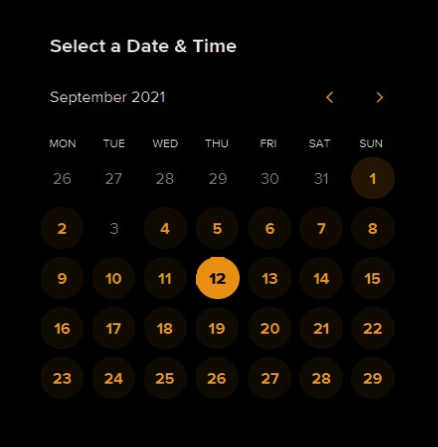 Select a Date & Time
September 2021
MON TUE WED THU FRI SAT SUN
26 27 28 29 30 31 1
2 3 4 5 6 7 8
9 10 11 12 13 14 15
16 17 18 19 20 21 22
23 24 25 26 27 28 29